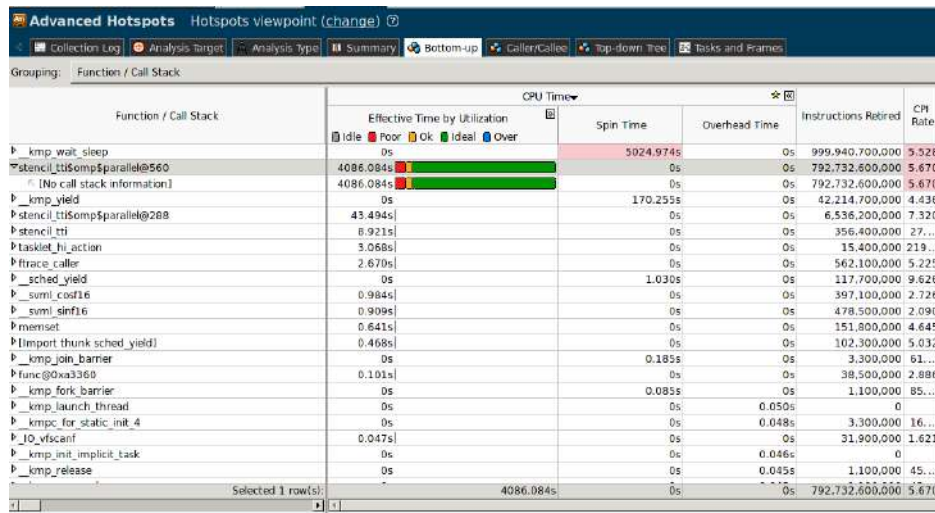 Advanced Hotspots Hotspots viewpoint (change) ?
Collection Log Analysis Target Analysis Type Summary Bottom-up Caller/Callee Top-down Tree Tasks and Frames
Grouping: Function / Call Stack
Function / Call Stack
CPU Time
Effective Time by Utilization
Idle Poor Ok Ideal Over
Spin Time
Overhead Time
Instructions Retired
CPI Rate
__kmp_wait_sleep 0s 5024.974s 0s 999,940,700,000 5.528
stencil_tti$omp$parallel@560 4086.084s 0s 0s 792,732,600,000 5.670
[No call stack information] 4086.084s 0s 0s 792,732,600,000 5.670
__kmp_yield 0s 170.255s 0s 42,214,700,000 4.436
stencil_tti$omp$parallel@288 43.494s 0s 0s 6,536,200,000 7.320
stencil_tti 8.921s 0s 0s 356,400,000 27...
tasklet_hi_action 3.068s 0s 0s 15,400,000 219...
ftrace_caller 2.670s 0s 0s 562,100,000 5.225
__sched_yield 0s 1.030s 0s 117,700,000 9.626
__svml_cosf16 0.984s 0s 0s 397,100,000 2.726
__svml_sinf16 0.909s 0s 0s 478,500,000 2.090
memset 0.641s 0s 0s 151,800,000 4.645
[Import thunk sched_yield] 0.468s 0s 0s 102,300,000 5.032
__kmp_join_barrier 0s 0.185s 0s 3,300,000 61...
func@0xa3360 0.101s 0s 0s 38,500,000 2.886
__kmp_fork_barrier 0s 0.085s 0s 1,100,000 85...
__kmp_launch_thread 0s 0s 0.050s 0
__kmpc_for_static_init_4 0s 0s 0.048s 3,300,000 16...
_IO_vfscanf 0.047s 0s 0s 31,900,000 1.621
__kmp_init_implicit_task 0s 0s 0.046s 0
__kmp_release 0s 0s 0.045s 1,100,000 45...
Selected 1 row(s): 4086.084s 0s 0s 792,732,600,000 5.670